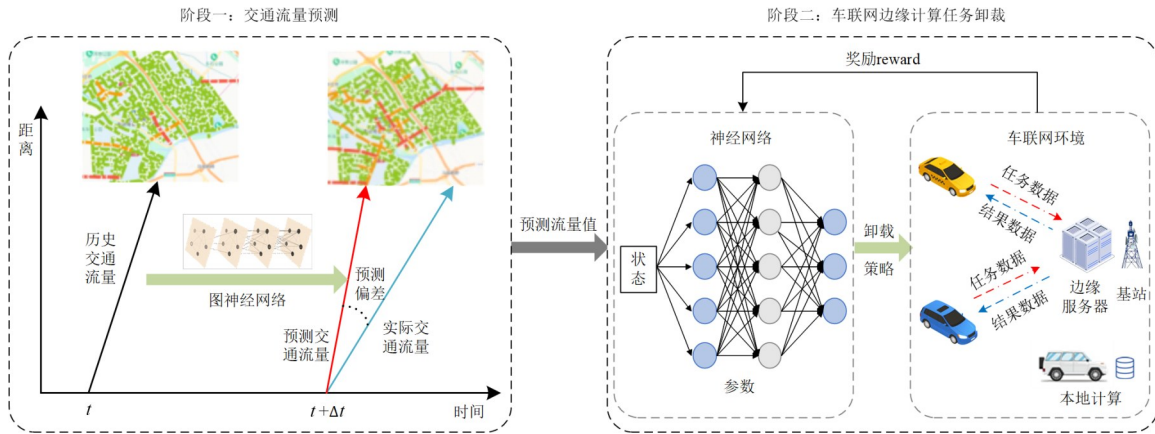 阶段一：交通流量预测
阶段二：车联网边缘计算任务卸裁
距
离
历史
交通
流量
图神经网络
预测
偏差
预测交
通流量
实际交
通流量
t
t+Δt
时间
预测流量值
奖励reward
神经网络
状
态
参数
卸载
策略
车联网环境
任务数据
结果数据
任务数据
结果数据
边缘
服务器
基站
本地计算